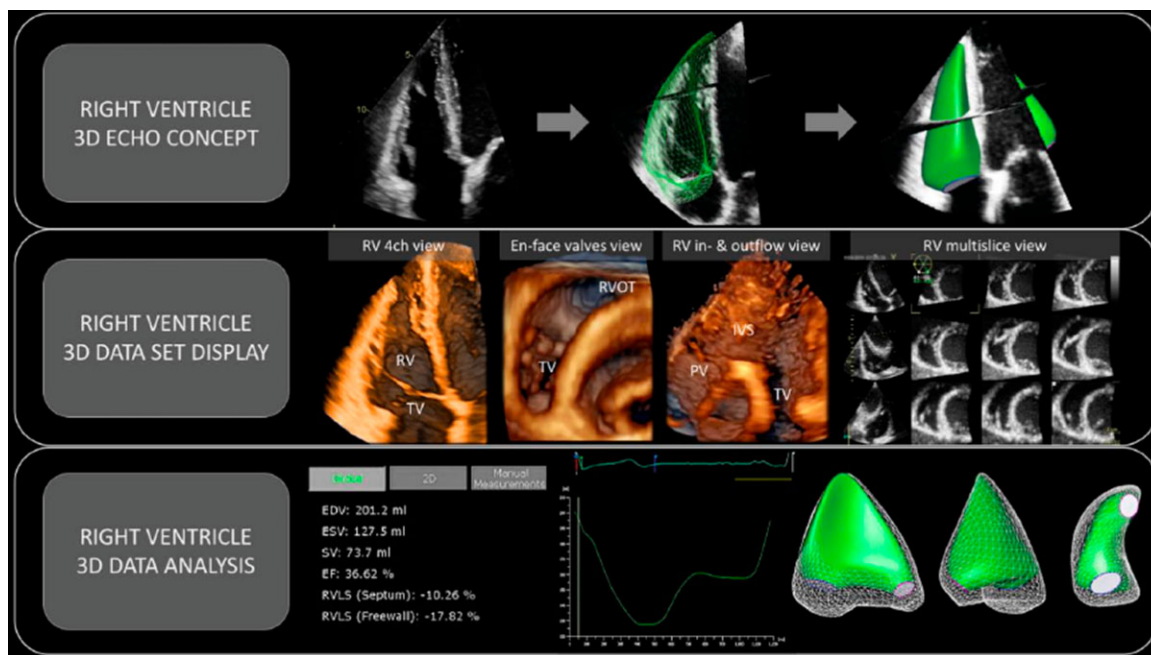 RIGHT VENTRICLE
3D ECHO CONCEPT
5
10
RV 4ch view
En-face valves view
RV in- & outflow view
RV multislice view
RV
TV
RVOT
TV
IVS
PV
TV
RIGHT VENTRICLE
3D DATA SET DISPLAY
2D
Manual
Measurements
EDV: 201.2 ml
ESV: 127.5 ml
SV: 73.7 ml
EF: 36.62 %
RVLS (Septum): -10.26 %
RVLS (Freewall): -17.82 %
RIGHT VENTRICLE
3D DATA ANALYSIS